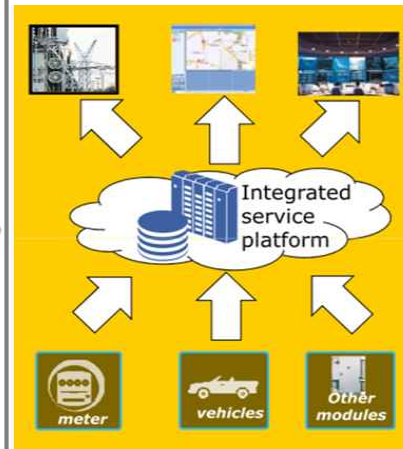 Integrated
service
platform
meter
vehicles
Other
modules